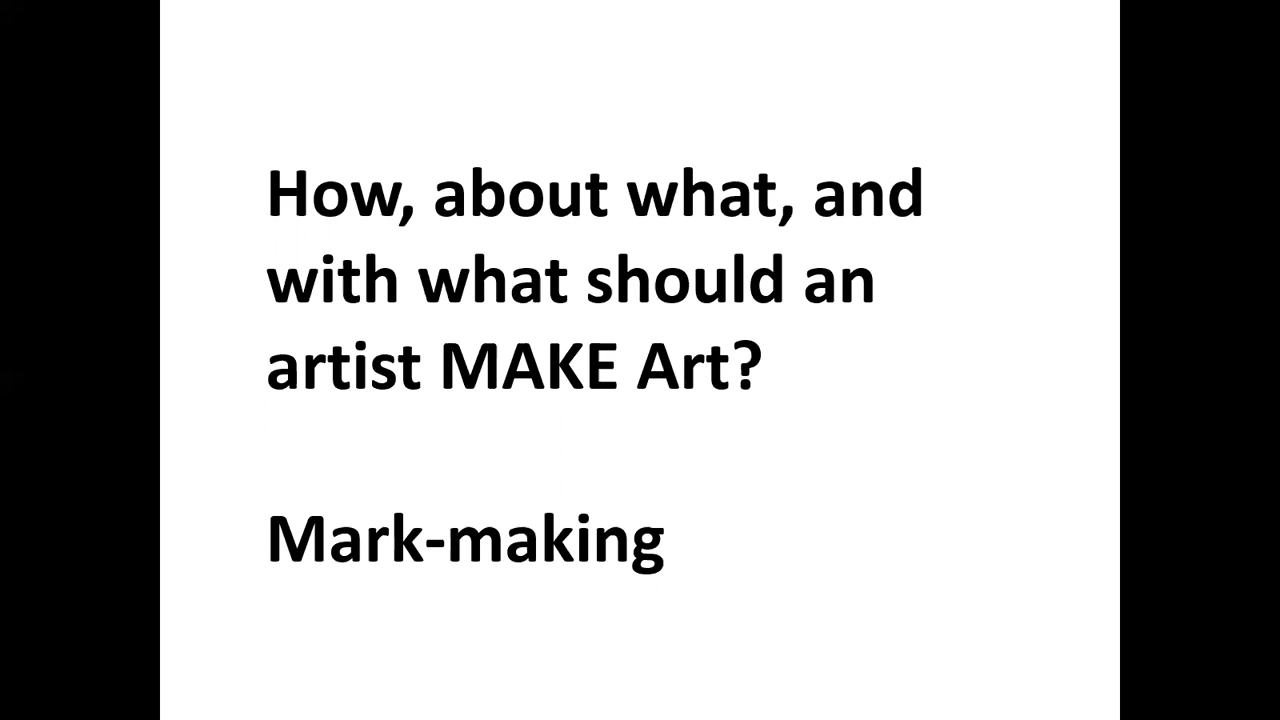 How, about what, and
with what should an
artist MAKE Art?
Mark-making